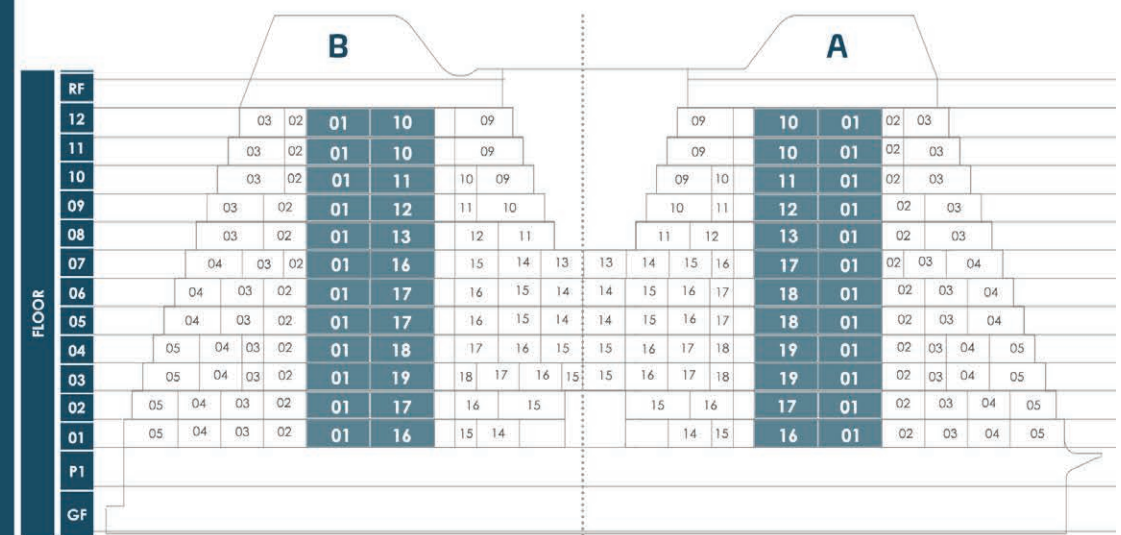 B A
RF
12 03 02 01 10 09 09 10 01 02 03
11 03 02 01 10 09 09 10 01 02 03
10 03 02 01 11 10 09 09 10 11 01 02 03
09 03 02 01 12 11 10 10 11 12 01 02 03
08 03 02 01 13 12 11 11 12 13 01 02 03
07 04 03 02 01 16 15 14 13 13 14 15 16 17 01 02 03 04
06 04 03 02 01 17 16 15 14 14 15 16 17 18 01 02 03 04
05 04 03 02 01 17 16 15 14 14 15 16 17 18 01 02 03 04
04 05 04 03 02 01 18 17 16 15 15 16 17 18 19 01 02 03 04 05
03 05 04 03 02 01 19 18 17 16 15 15 16 17 18 19 01 02 03 04 05
02 05 04 03 02 01 17 16 15 15 16 17 01 02 03 04 05
01 05 04 03 02 01 16 15 14 14 15 16 01 02 03 04 05
P1
GF
FLOOR